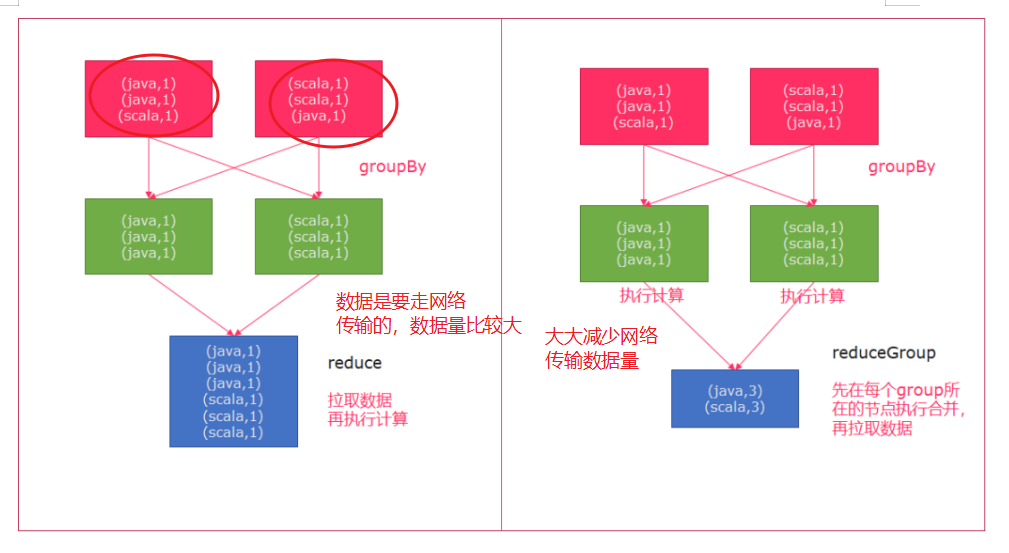 (java,1)
(java,1)
(scala,1)
(scala,1)
(scala,1)
(java,1)
groupBy
(java,1)
(java,1)
(java,1)
(scala,1)
(scala,1)
(scala,1)
数据是要走网络
传输的，数据量比较大
(java,1)
(java,1)
(java,1)
(scala,1)
(scala,1)
(scala,1)
reduce
拉取数据
再执行计算
(java,1)
(java,1)
(scala,1)
(scala,1)
(scala,1)
(java,1)
groupBy
(java,1)
(java,1)
(java,1)
(scala,1)
(scala,1)
(scala,1)
执行计算
执行计算
大大减少网络
传输数据量
(java,3)
(scala,3)
reduceGroup
先在每个group所
在的节点执行合并，
再拉取数据